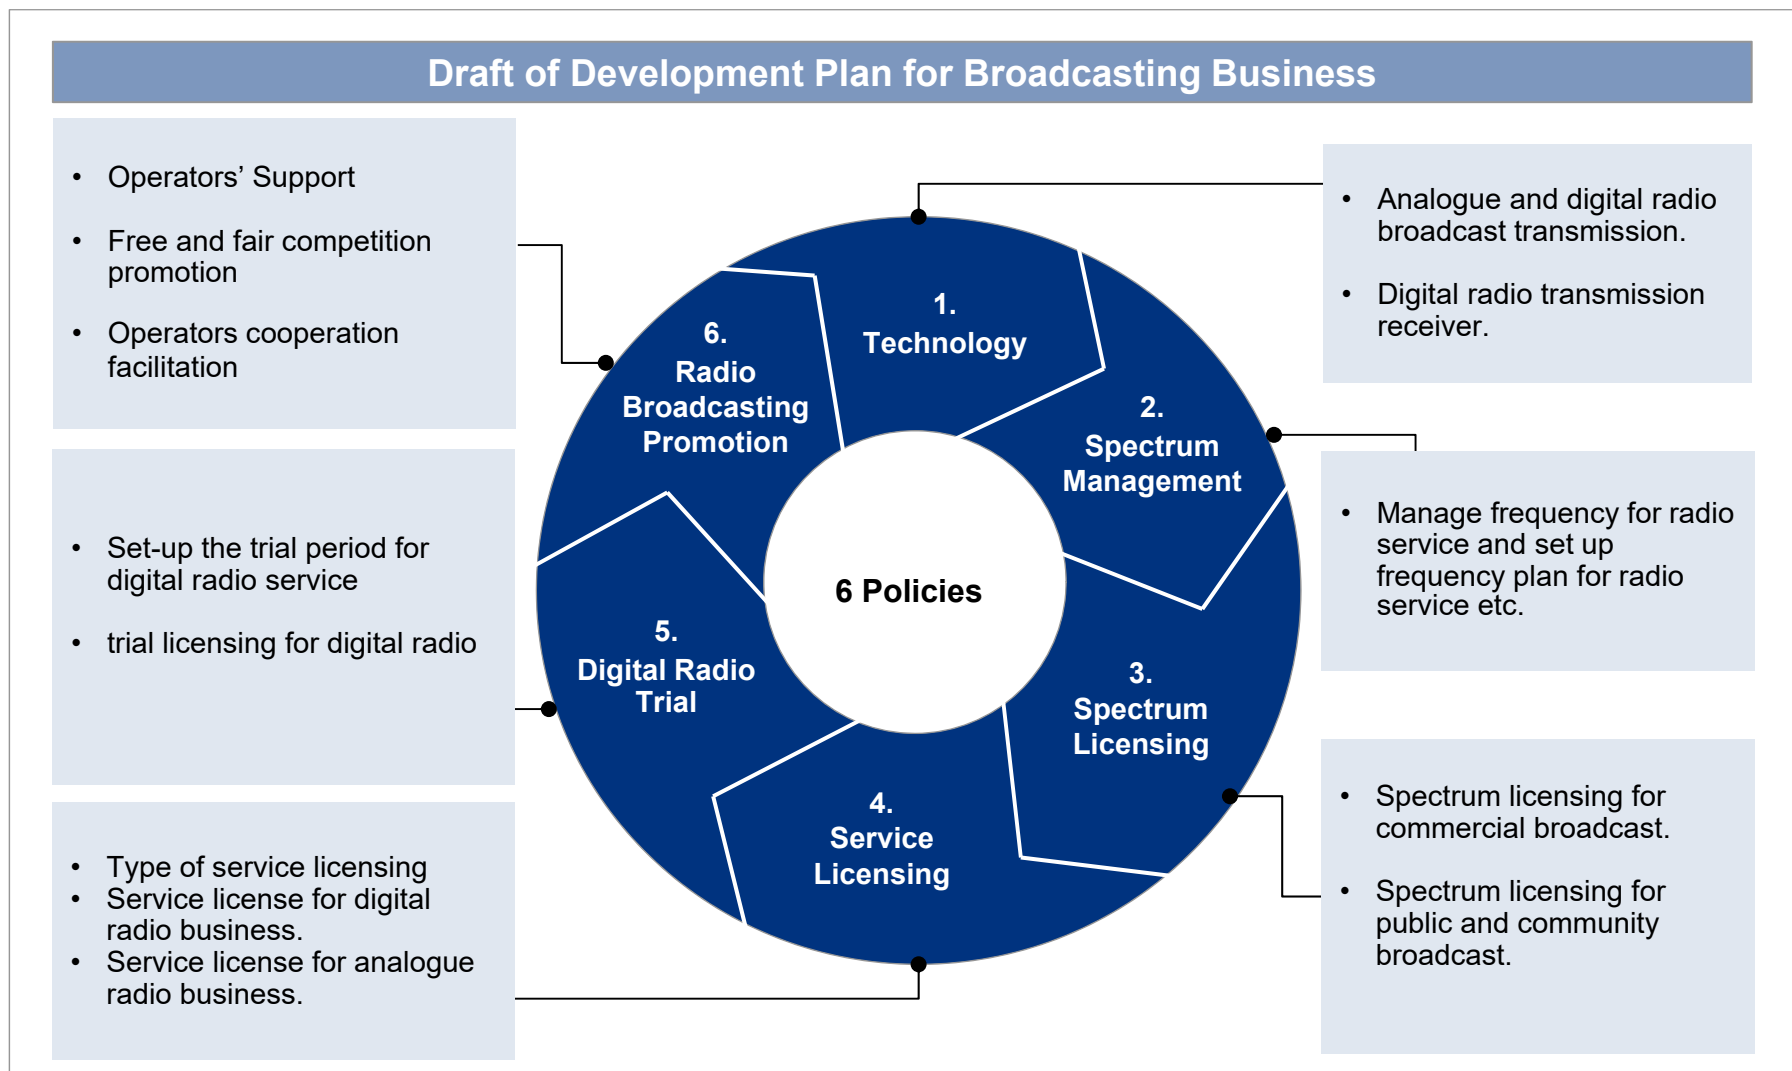 Draft of Development Plan for Broadcasting Business
• Operators’ Support
• Free and fair competition
promotion
• Operators cooperation
facilitation
• Set-up the trial period for
digital radio service
• trial licensing for digital radio
• Type of service licensing
• Service license for digital
radio business.
• Service license for analogue
radio business.
1.
Technology
2.
Spectrum
Management
3.
Spectrum
Licensing
4.
Service
Licensing
5.
Digital Radio
Trial
6.
Radio
Broadcasting
Promotion
6 Policies
• Analogue and digital radio
broadcast transmission.
• Digital radio transmission
receiver.
• Manage frequency for radio
service and set up
frequency plan for radio
service etc.
• Spectrum licensing for
commercial broadcast.
• Spectrum licensing for
public and community
broadcast.